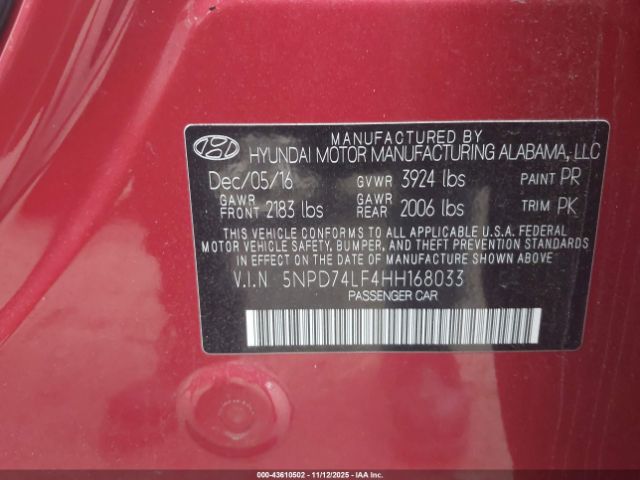 MANUFACTURED BY
HYUNDAI MOTOR MANUFACTURING ALABAMA, LLC
Dec/05/16 GVWR 3924 lbs PAINT PR
GAWR FRONT 2183 lbs GAWR REAR 2006 lbs TRIM PK
THIS VEHICLE CONFORMS TO ALL APPLICABLE U.S.A. FEDERAL
MOTOR VEHICLE SAFETY, BUMPER, AND THEFT PREVENTION STANDARDS
IN EFFECT ON THE DATE OF MANUFACTURE SHOWN ABOVE
V.I.N 5NPD74LF4HH168033
PASSENGER CAR
000-43610502 - 11/12/2025 - IAAI.com